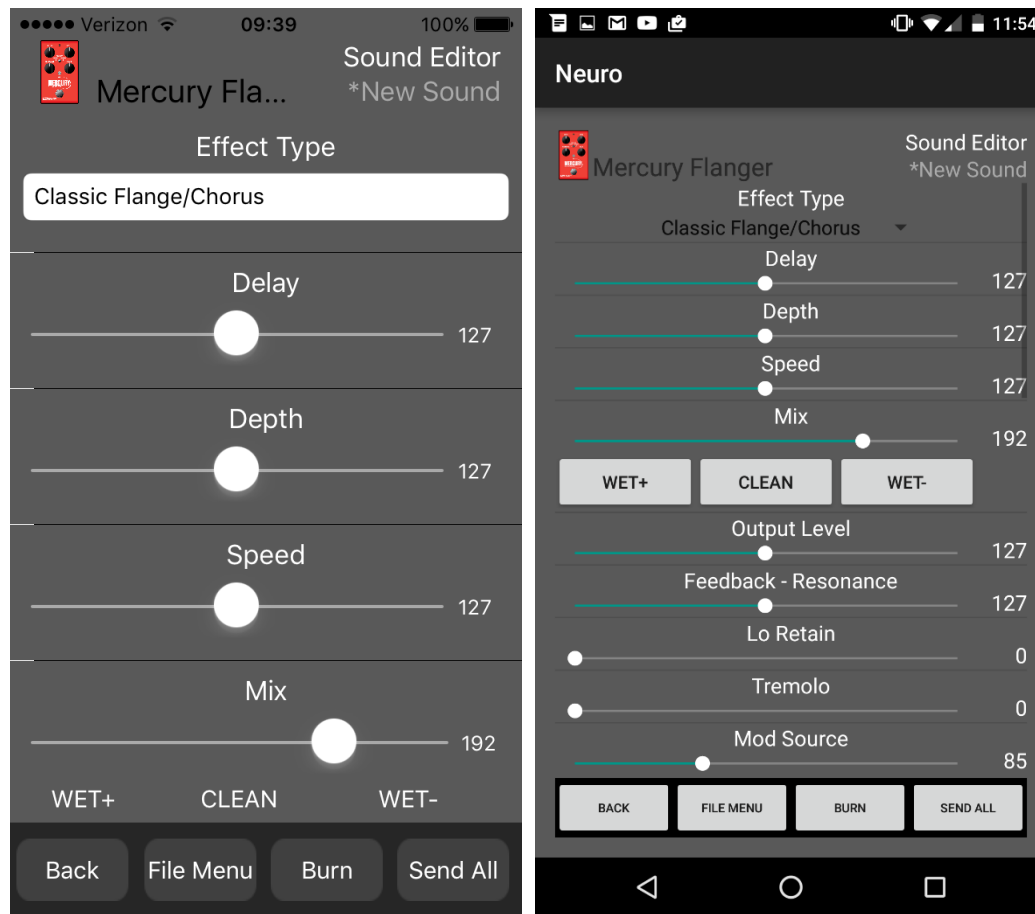 Verizon 09:39 100%
Sound Editor
Mercury Fla... *New Sound
Effect Type
Classic Flange/Chorus
Delay
127
Depth
127
Speed
127
Mix
192
WET+ CLEAN WET-
Back File Menu Burn Send All
11:54
Neuro
Sound Editor
Mercury Flanger *New Sound
Effect Type
Classic Flange/Chorus
Delay
127
Depth
127
Speed
127
Mix
192
WET+ CLEAN WET-
Output Level
127
Feedback - Resonance
127
Lo Retain
0
Tremolo
0
Mod Source
85
BACK FILE MENU BURN SEND ALL